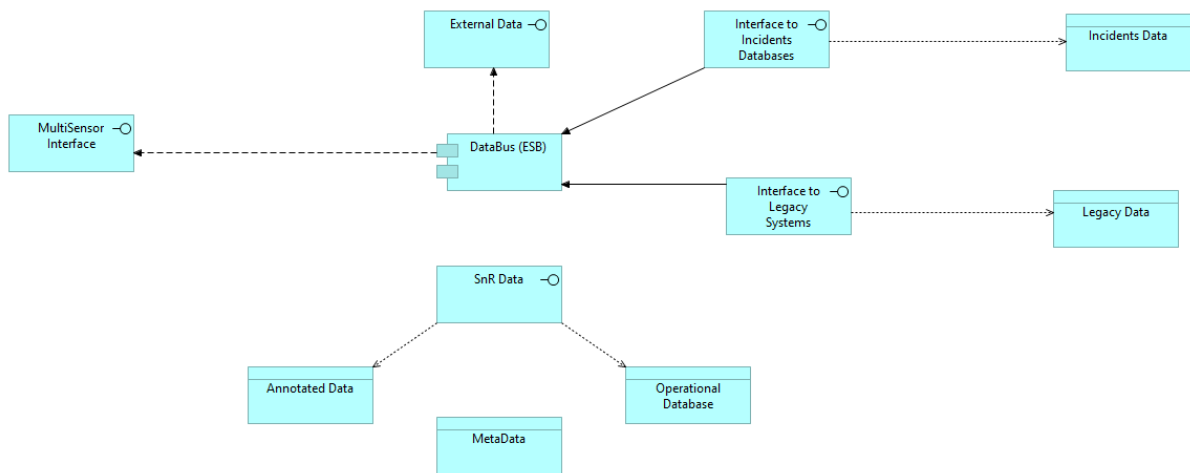 External Data
Interface to
Incidents
Databases
Incidents Data
MultiSensor
Interface
DataBus (ESB)
Interface to
Legacy
Systems
Legacy Data
SnR Data
Annotated Data
Operational
Database
MetaData